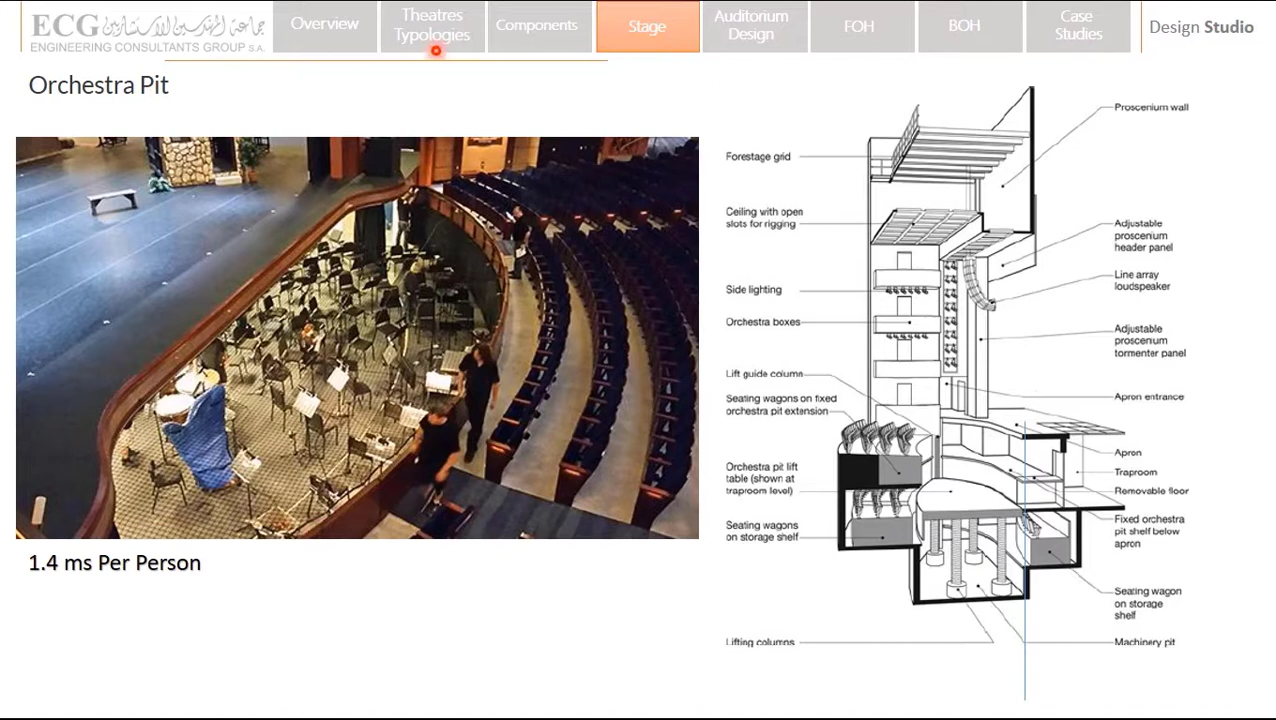 ECG جماعة المهندسين الاستشاريين
ENGINEERING CONSULTANTS GROUP S.A.
Overview
Theatres
Typologies
Components
Stage
Auditorium
Design
FOH
BOH
Case
Studies
Design Studio
Orchestra Pit
1.4 ms Per Person
Forestage grid
Ceiling with open
slots for rigging
Side lighting
Orchestra boxes
Lift guide column
Seating wagons on fixed
orchestra pit extension
Orchestra pit lift
table (shown at
traproom level)
Seating wagons
on storage shelf
Lifting columns
Proscenium wall
Adjustable
proscenium
header panel
Line array
loudspeaker
Adjustable
proscenium
tormenter panel
Apron entrance
Apron
Traproom
Removable floor
Fixed orchestra
pit shelf below
apron
Seating wagon
on storage
shelf
Machinery pit